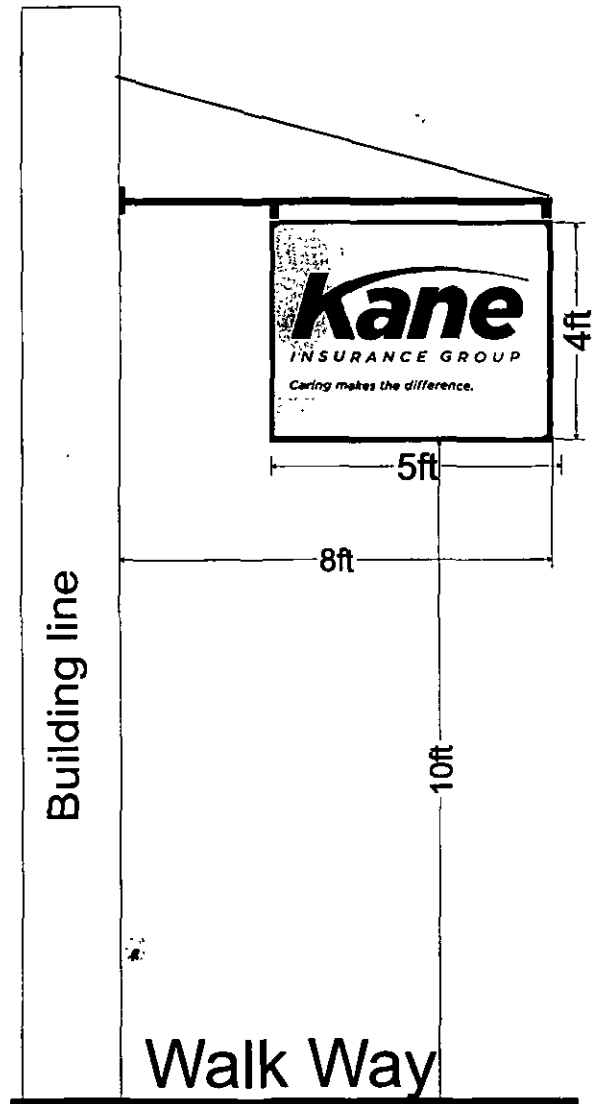 Kane
INSURANCE GROUP
Caring makes the difference.
4ft
5ft
8ft
Building line
10ft
Walk Way